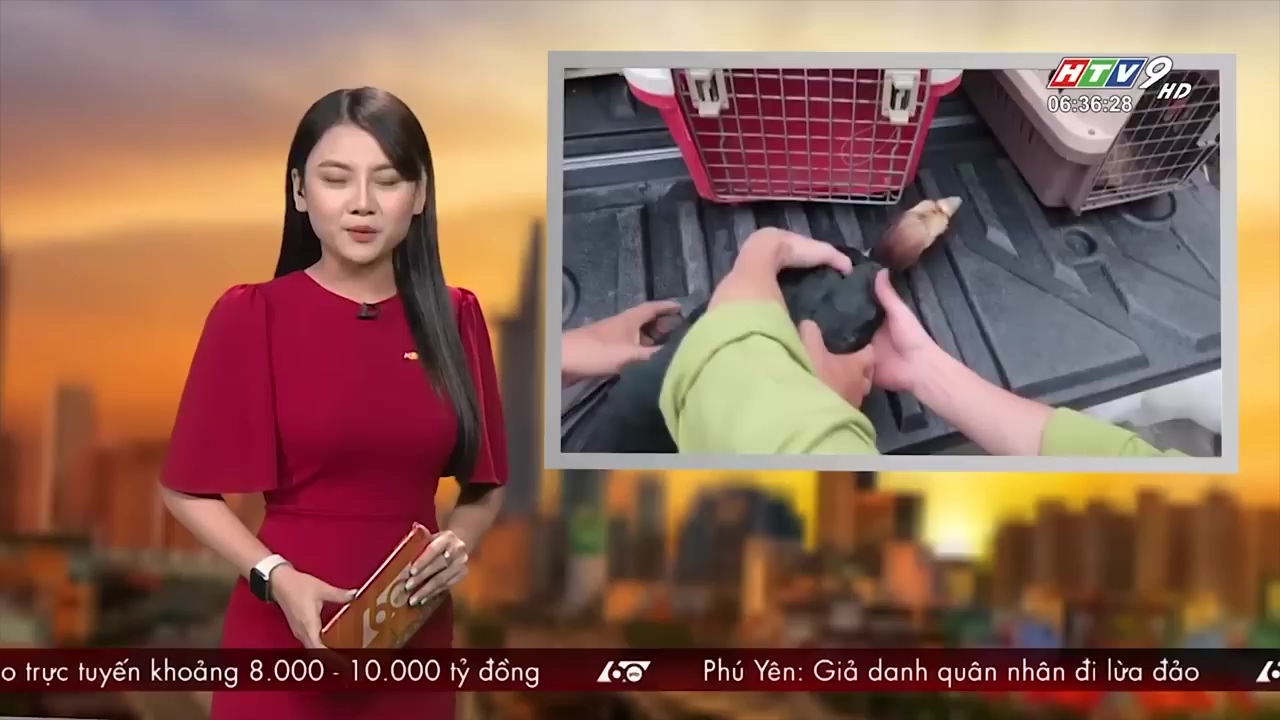 HTV9
HD
06:36:28
o trực tuyến khoảng 8.000 - 10.000 tỷ đồng 60 Phú Yên: Giả danh quân nhân đi lừa đảo